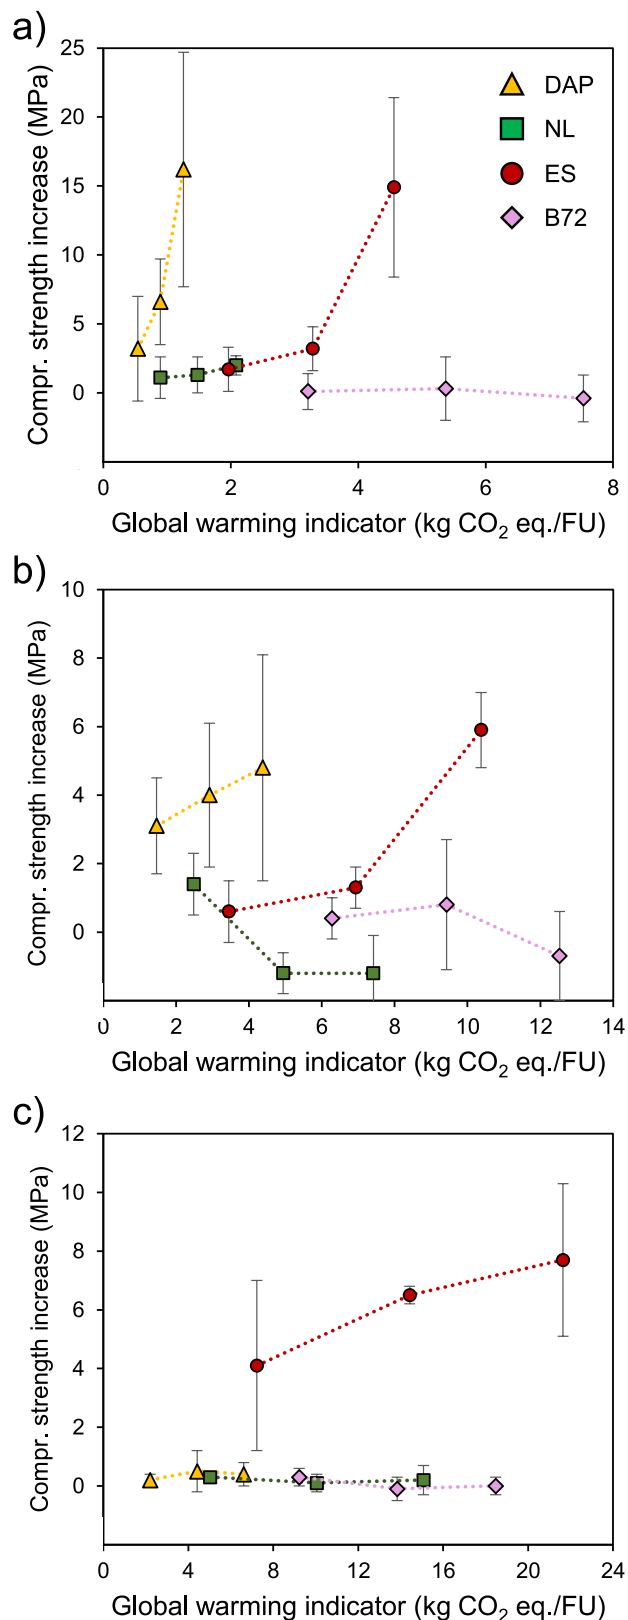 a)
Compr. strength increase (MPa)
25
20
15
10
5
0
DAP
NL
ES
B72
0 2 4 6 8
Global warming indicator (kg CO₂ eq./FU)
b)
Compr. strength increase (MPa)
10
8
6
4
2
0
0 2 4 6 8 10 12 14
Global warming indicator (kg CO₂ eq./FU)
c)
Compr. strength increase (MPa)
12
10
8
6
4
2
0
0 4 8 12 16 20 24
Global warming indicator (kg CO₂ eq./FU)